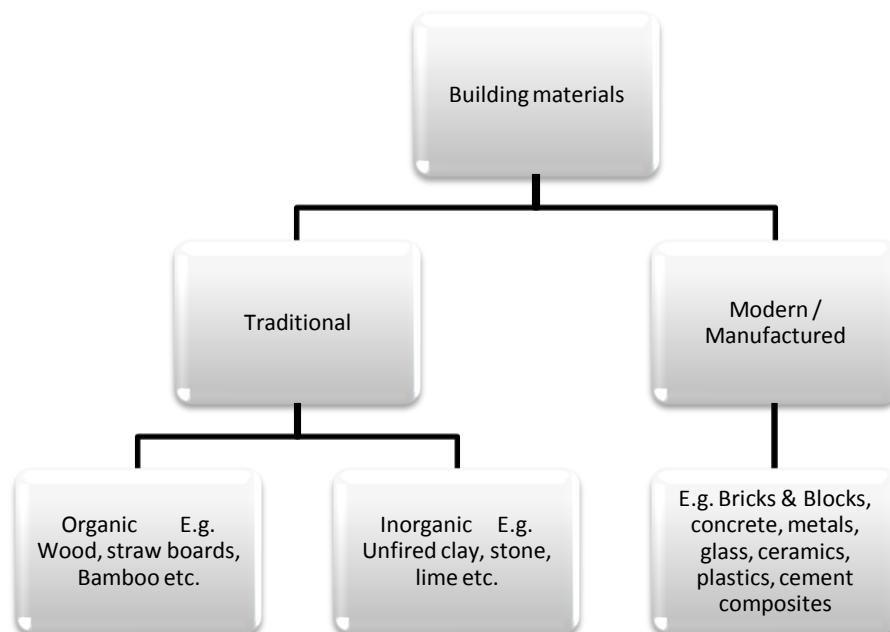 Building materials
Traditional
Modern /
Manufactured
Organic E.g.
Wood, straw boards,
Bamboo etc.
Inorganic E.g.
Unfired clay, stone,
lime etc.
E.g. Bricks & Blocks,
concrete, metals,
glass, ceramics,
plastics, cement
composites